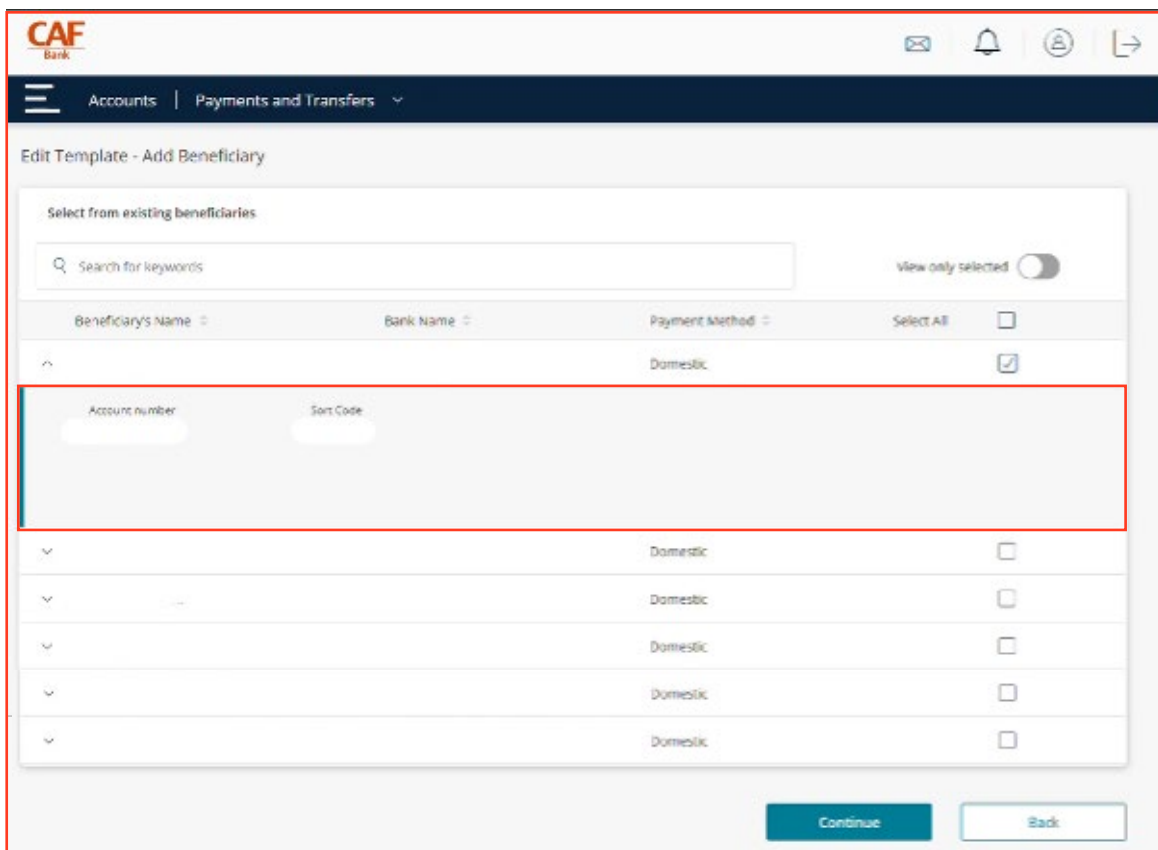 CAF
Bank
Accounts | Payments and Transfers
Edit Template - Add Beneficiary
Select from existing beneficiaries
Search for keywords
View only selected
Beneficiary's Name Bank Name Payment Method Select All
Domestic
Account number Sort Code
Domestic
Domestic
Domestic
Domestic
Domestic
Continue Back